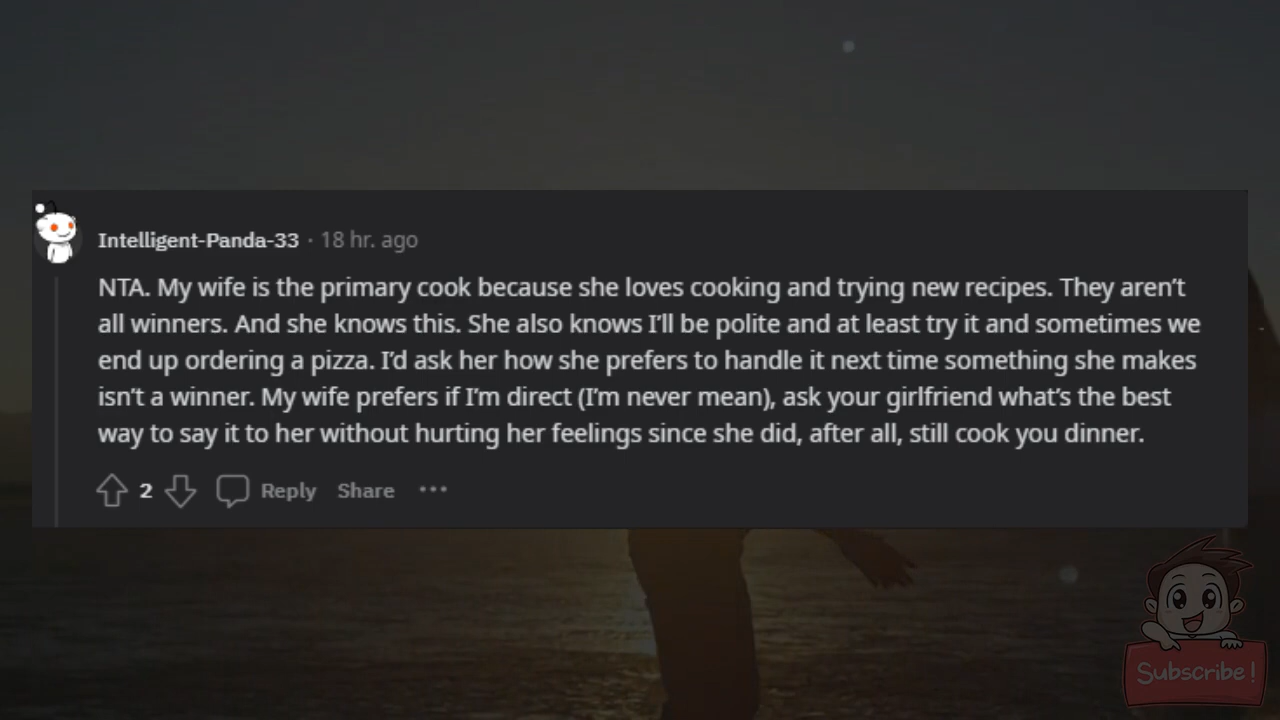 Intelligent-Panda-33 · 18 hr. ago
NTA. My wife is the primary cook because she loves cooking and trying new recipes. They aren’t
all winners. And she knows this. She also knows I’ll be polite and at least try it and sometimes we
end up ordering a pizza. I’d ask her how she prefers to handle it next time something she makes
isn’t a winner. My wife prefers if I’m direct (I’m never mean), ask your girlfriend what’s the best
way to say it to her without hurting her feelings since she did, after all, still cook you dinner.
2 Reply Share ···
Subscribe!